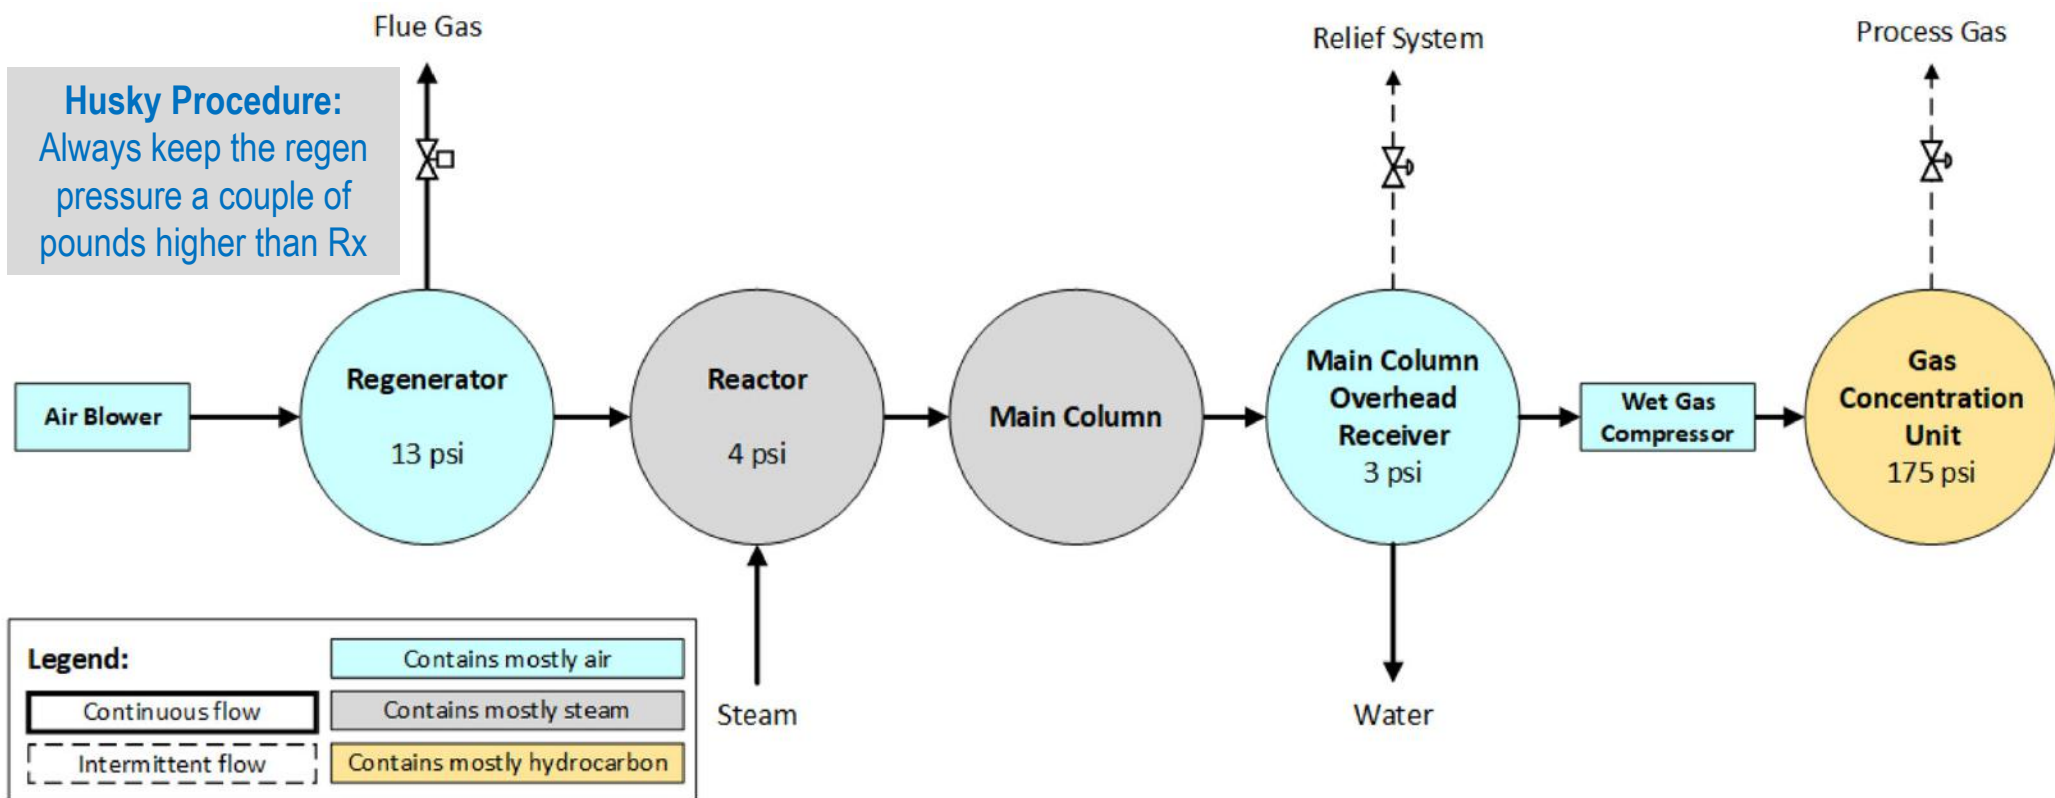 Flue Gas
Relief System
Process Gas
Husky Procedure:
Always keep the regen
pressure a couple of
pounds higher than Rx
Air Blower
Regenerator
13 psi
Reactor
4 psi
Main Column
Main Column
Overhead
Receiver
3 psi
Wet Gas
Compressor
Gas
Concentration
Unit
175 psi
Steam
Water
Legend:
Continuous flow
Intermittent flow
Contains mostly air
Contains mostly steam
Contains mostly hydrocarbon